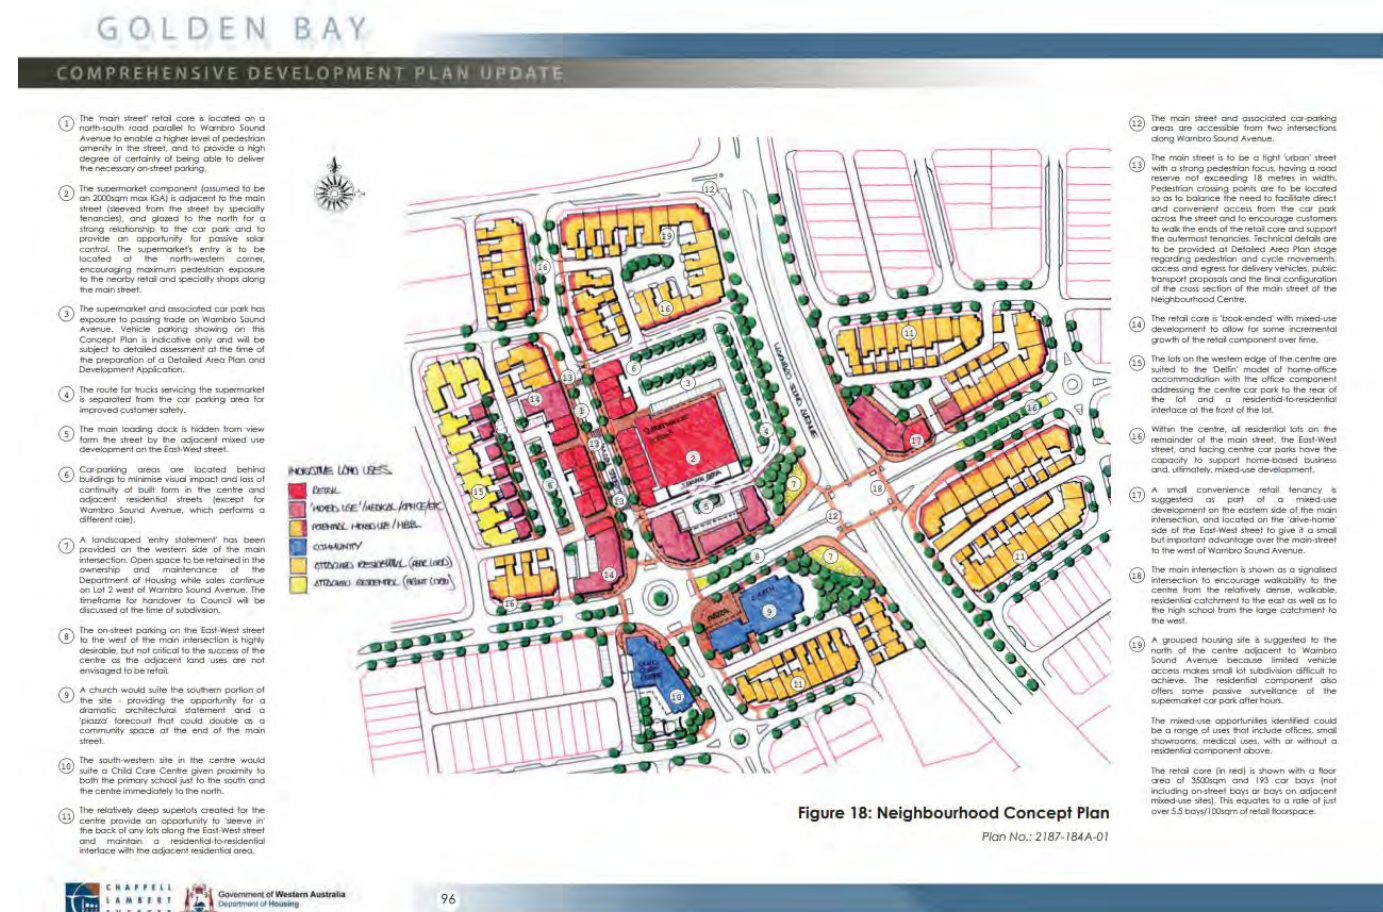 GOLDEN BAY
COMPREHENSIVE DEVELOPMENT PLAN UPDATE
1
The 'main street' retail core is located on a
north-south road parallel to Warnbro Sound
Avenue to enable a higher level of pedestrian
amenity in the street, and to provide a high
degree of certainty of being able to deliver
the necessary on-street parking.
2
The supermarket component (assumed to be
an 2000sqm max IGA) is adjacent to the main
street (sleeved from the street by specialty
tenancies), and glazed to the north for a
strong relationship to the car park and to
provide an opportunity for passive solar
control. The supermarket's entry is to be
located at the north-western corner,
encouraging maximum pedestrian exposure
to the nearby retail and specialty shops along
the main street.
3
The supermarket and associated car park has
exposure to passing trade on Warnbro Sound
Avenue. Vehicle parking showing on this
Concept Plan is indicative only and will be
subject to detailed assessment at the time of
the preparation of a Detailed Area Plan and
Development Application.
4
The route for trucks servicing the supermarket
is separated from the car parking area for
improved customer safety.
5
The main loading dock is hidden from view
form the street by the adjacent mixed use
development on the East-West street.
6
Car-parking areas are located behind
buildings to minimise visual impact and loss of
continuity of built form in the centre and
adjacent residential streets (except for
Warnbro Sound Avenue, which performs a
different role).
7
A landscaped 'entry statement' has been
provided on the western side of the main
intersection. Open space to be retained in the
ownership and maintenance of the
Department of Housing while sales continue
on Lot 2 west of Warnbro Sound Avenue. The
timeframe for handover to Council will be
discussed at the time of subdivision.
8
The on-street parking on the East-West street
to the west of the main intersection is highly
desirable, but not critical to the success of the
centre as the adjacent land uses are not
envisaged to be retail.
9
A church would suite the southern portion of
the site - providing the opportunity for a
dramatic architectural statement and a
'piazza' forecourt that could double as a
community space at the end of the main
street.
10
The south-western site in the centre would
suite a Child Care Centre given proximity to
both the primary school just to the south and
the centre immediately to the north.
11
The relatively deep superlots created for the
centre provide an opportunity to 'sleeve in'
the back of any lots along the East-West street
and maintain a residential-to-residential
interface with the adjacent residential area.
INDICATIVE LAND USES
RETAIL
'MIXED USE'/MEDICAL/OFFICE/ETC
POTENTIAL MIXED USE/
COMMUNITY
ATTACHED RESIDENTIAL (REAR LOAD)
ATTACHED RESIDENTIAL (FRONT LOAD)
WARNBRO SOUND AVENUE
SUPERMARKET
CHURCH
PIAZZA
CHILD CARE CENTRE
12
The main street and associated car-parking
areas are accessible from two intersections
along Warnbro Sound Avenue.
13
The main street is to be a tight 'urban' street
with a strong pedestrian focus, having a road
reserve not exceeding 18 metres in width.
Pedestrian crossing points are to be located
so as to balance the need to facilitate direct
and convenient access from the car park
across the street and to encourage customers
to walk the ends of the retail core and support
the outermost tenancies. Technical details are
to be provided at Detailed Area Plan stage
regarding pedestrian and cycle movements,
access and egress for delivery vehicles, public
transport proposals and the final configuration
of the cross section of the main street of the
Neighbourhood Centre.
14
The retail core is 'book-ended' with mixed-use
development to allow for some incremental
growth of the retail component over time.
15
The lots on the western edge of the centre are
suited to the 'Delfin' model of home-office
accommodation with the office component
addressing the centre car park to the rear of
the lot and a residential-to-residential
interface at the front of the lot.
16
Within the centre, all residential lots on the
remainder of the main street, the East-West
street, and facing centre car parks have the
capacity to support home-based business
and, ultimately, mixed-use development.
17
A small convenience retail tenancy is
suggested as part of a mixed-use
development on the eastern side of the main
intersection, and located on the 'drive-home'
side of the East-West street to give it a small
but important advantage over the main-street
to the west of Warnbro Sound Avenue.
18
The main intersection is shown as a signalised
intersection to encourage walkability to the
centre from the relatively dense, walkable,
residential catchment to the east as well as to
the high school from the large catchment to
the west.
19
A grouped housing site is suggested to the
north of the centre adjacent to Warnbro
Sound Avenue because limited vehicle
access makes small lot subdivision difficult to
achieve. The residential component also
offers some passive surveillance of the
supermarket car park after hours.
The mixed-use opportunities identified could
be a range of uses that include offices, small
showrooms, medical uses, with or without a
residential component above.
The retail core (in red) is shown with a floor
area of 3500sqm and 193 car bays (not
including on-street bays or bays on adjacent
mixed-use sites). This equates to a rate of just
over 5.5 bays/100sqm of retail floorspace.
Figure 18: Neighbourhood Concept Plan
Plan No.: 2187-184A-01
CHAPPELL
LAMBERT
Government of Western Australia
Department of Housing
96